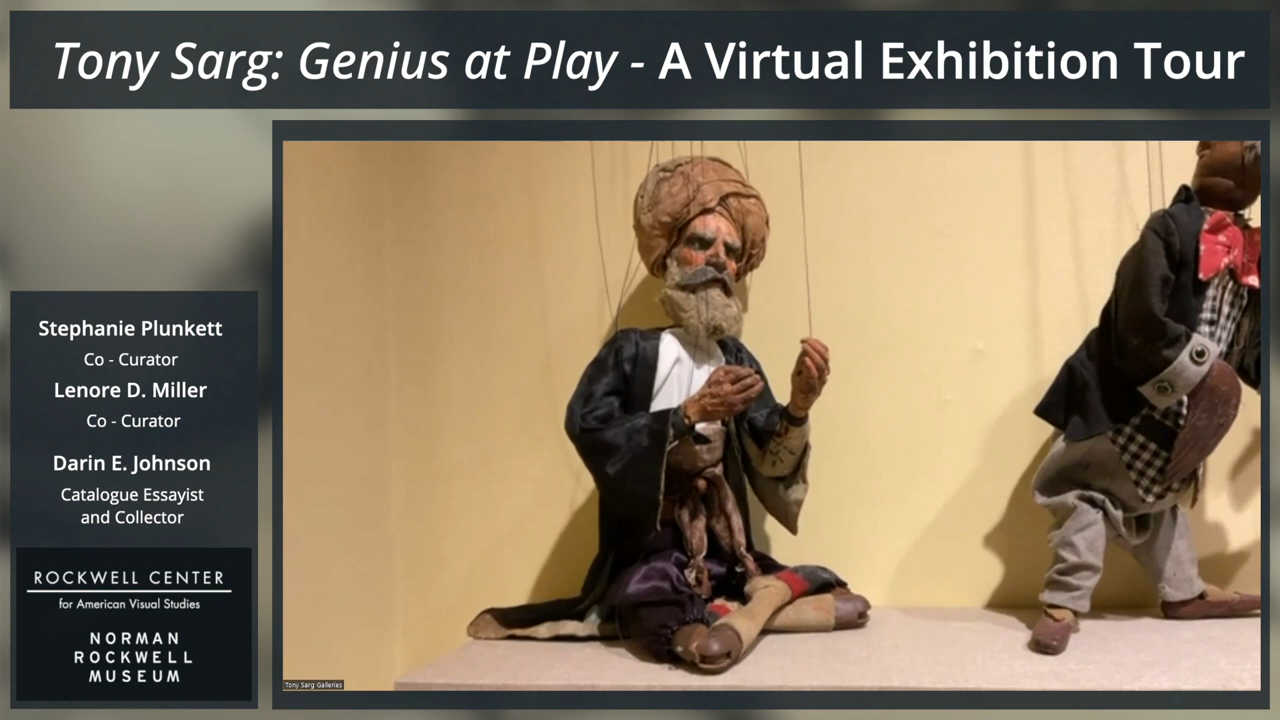 Tony Sarg: Genius at Play - A Virtual Exhibition Tour
Stephanie Plunkett
Co - Curator
Lenore D. Miller
Co - Curator
Darin E. Johnson
Catalogue Essayist
and Collector
ROCKWELL CENTER
for American Visual Studies
NORMAN
ROCKWELL
MUSEUM
Tony Sarg Galleries